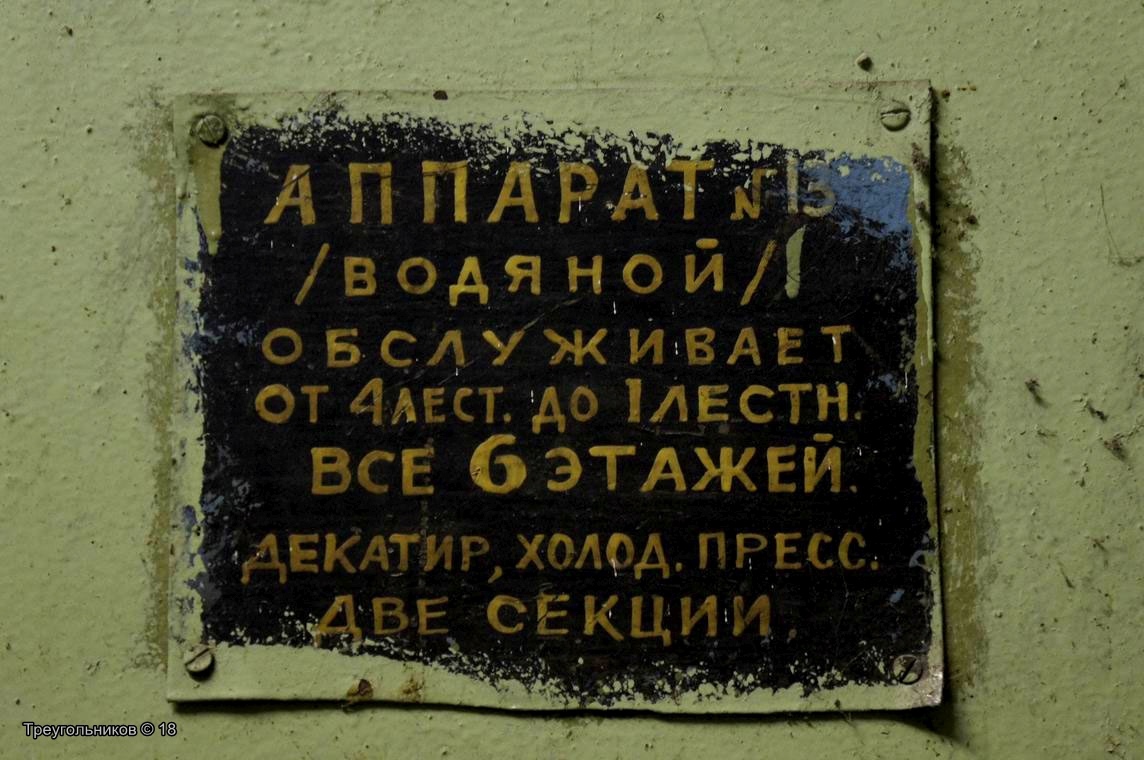 АППАРАТ № 15
/ВОДЯНОЙ/
ОБСЛУЖИВАЕТ
ОТ 4 ЛЕСТ. ДО 1 ЛЕСТН.
ВСЕ 6 ЭТАЖЕЙ.
ДЕКАТИР, ХОЛОД. ПРЕСС.
ДВЕ СЕКЦИИ
Треугольников © 18